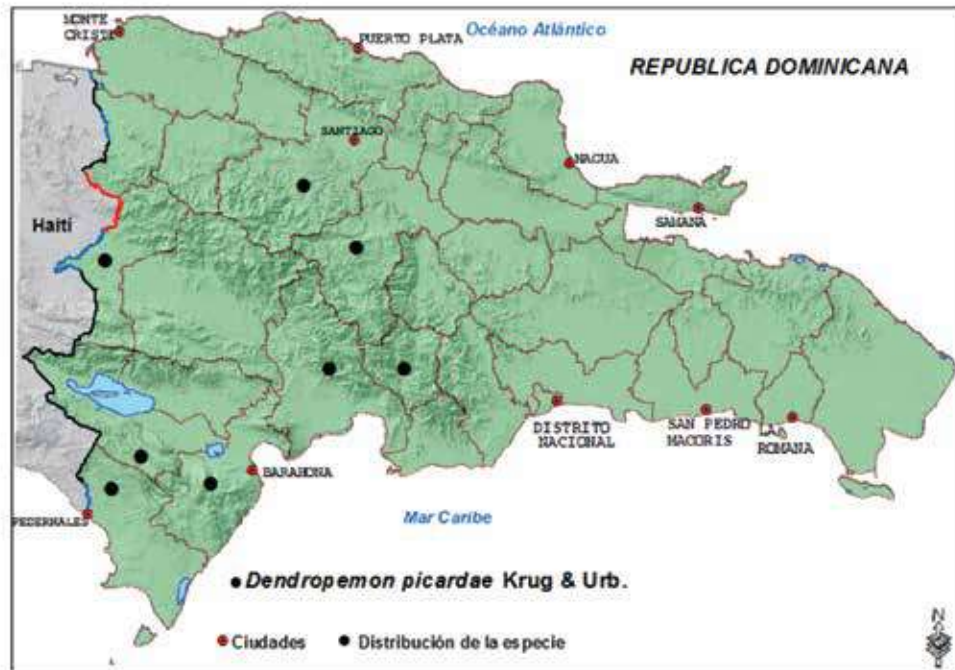 MONTE-
CRISTI
PUERTO PLATA
Océano Atlántico
REPUBLICA DOMINICANA
SANTIAGO
NAGUA
SAMANA
Haití
DISTRITO
NACIONAL
SAN PEDRO
MACORIS
LA
ROMANA
BARAHONA
PEDERNALES
Mar Caribe
Dendropemon picardae Krug & Urb.
Ciudades
Distribución de la especie
N